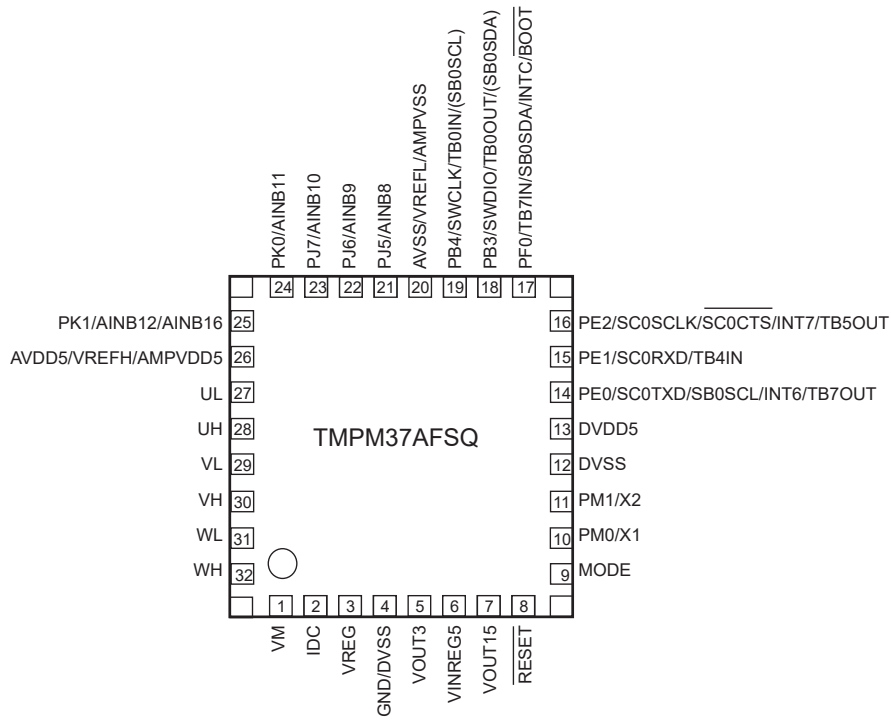 PK0/AINB11
PJ7/AINB10
PJ6/AINB9
PJ5/AINB8
AVSS/VREFL/AMPVSS
PB4/SWCLK/TB0IN/(SB0SCL)
PB3/SWDIO/TB0OUT/(SB0SDA)
PF0/TB7IN/SB0SDA/INTC/BOOT
24 23 22 21 20 19 18 17
PK1/AINB12/AINB16 25
AVDD5/VREFH/AMPVDD5 26
UL 27
UH 28
VL 29
VH 30
WL 31
WH 32
TMPM37AFSQ
16 PE2/SC0SCLK/SC0CTS/INT7/TB5OUT
15 PE1/SC0RXD/TB4IN
14 PE0/SC0TXD/SB0SCL/INT6/TB7OUT
13 DVDD5
12 DVSS
11 PM1/X2
10 PM0/X1
9 MODE
1 2 3 4 5 6 7 8
VM
IDC
VREG
GND/DVSS
VOUT3
VINREG5
VOUT15
RESET